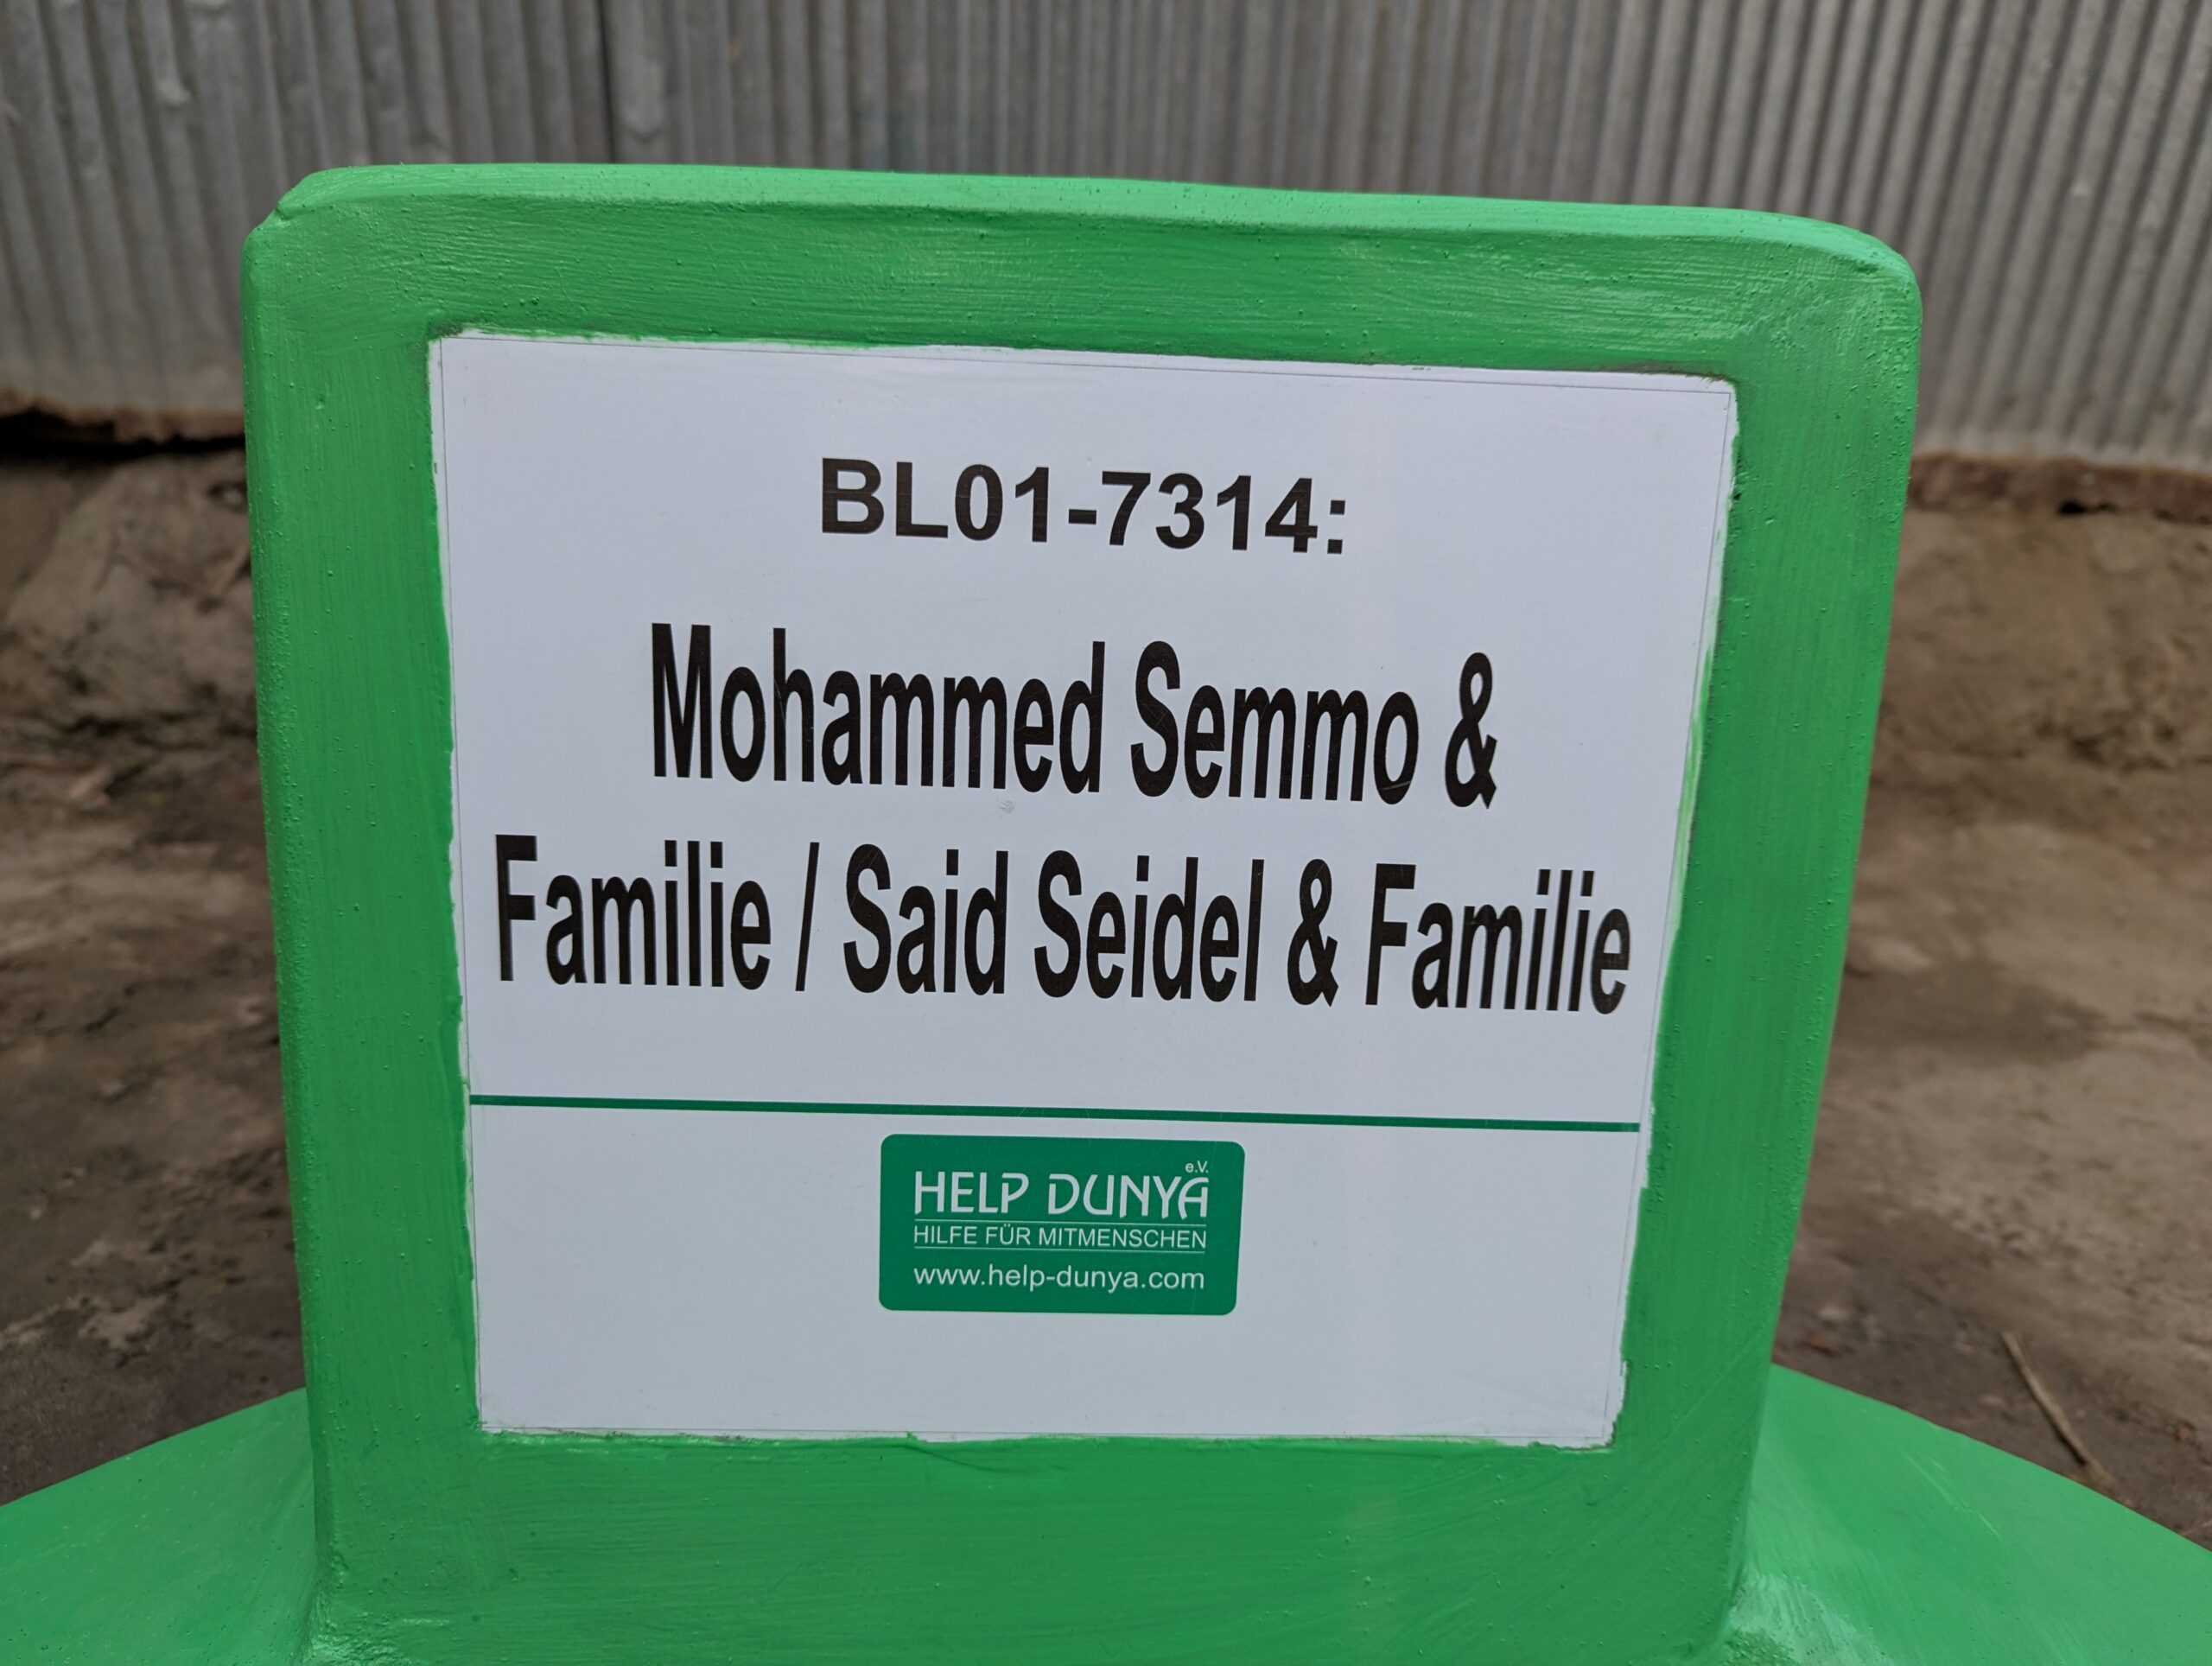 BL01-7314:
Mohammed Semmo &
Familie / Said Seidel & Familie
HELP DUNYA e.V.
HILFE FÜR MITMENSCHEN
www.help-dunya.com